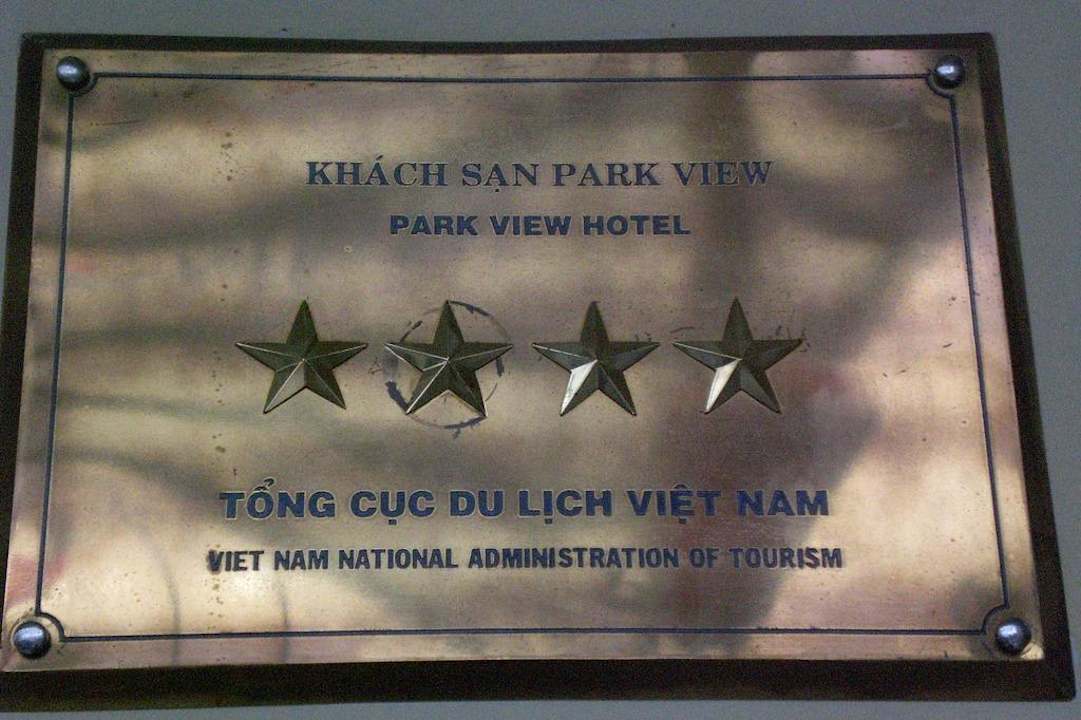 KHÁCH SẠN PARK VIEW
PARK VIEW HOTEL
TỔNG CỤC DU LỊCH VIỆT NAM
VIET NAM NATIONAL ADMINISTRATION OF TOURISM